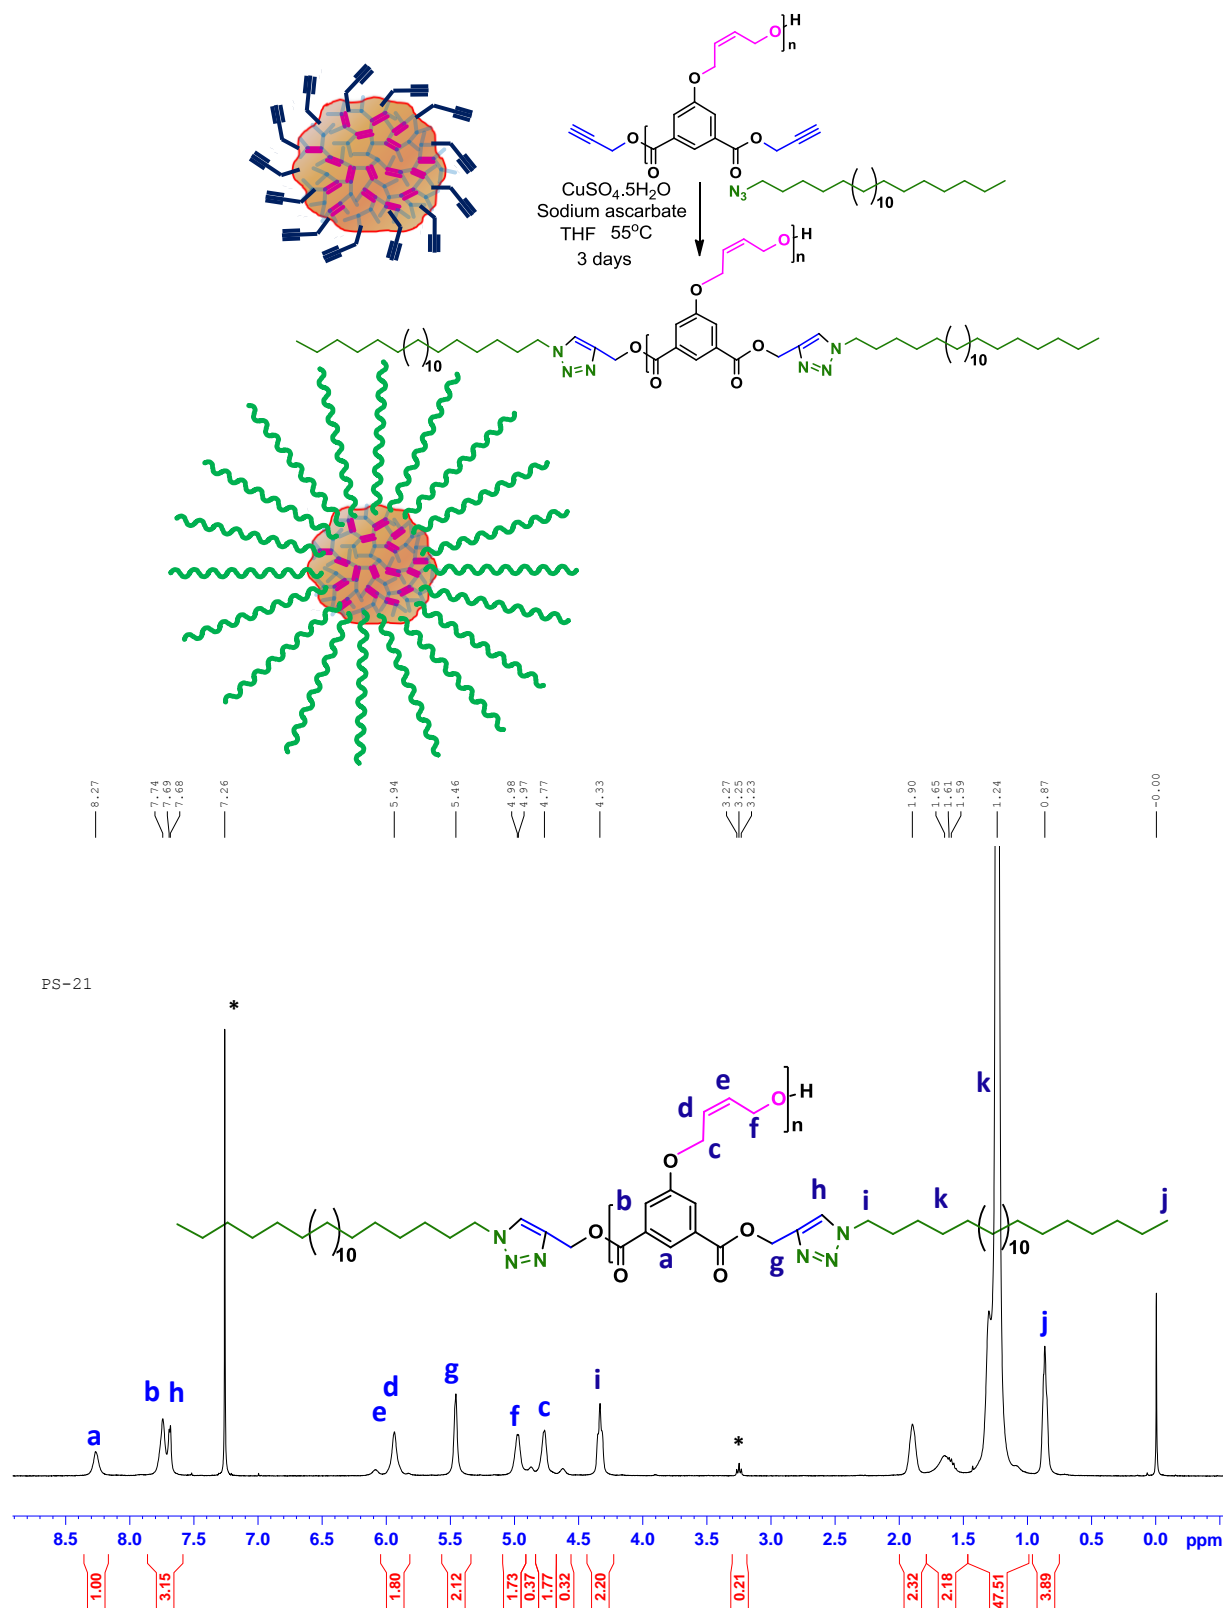 H
O
n
O
O
O
O
O
CuSO4.5H2O
Sodium ascarbate
THF 55oC
3 days
N3
10
H
O
n
O
10
N
N=N
O
O
O
O
N
N=N
10
8.27
7.74
7.69
7.68
7.26
5.94
5.46
4.98
4.97
4.77
4.33
3.27
3.25
3.23
1.90
1.65
1.61
1.59
1.24
0.87
-0.00
PS-21
*
k
e
d
O
H
f
n
c
O
b
h
i
k
j
10
N
N=N
O
O
a
O
O
g
N
N=N
10
a
b h
e
d
g
f
c
i
*
j
8.5 8.0 7.5 7.0 6.5 6.0 5.5 5.0 4.5 4.0 3.5 3.0 2.5 2.0 1.5 1.0 0.5 0.0 ppm
1.00
3.15
1.80
2.12
1.73
0.37
1.77
0.32
2.20
0.21
2.32
2.18
47.51
3.89